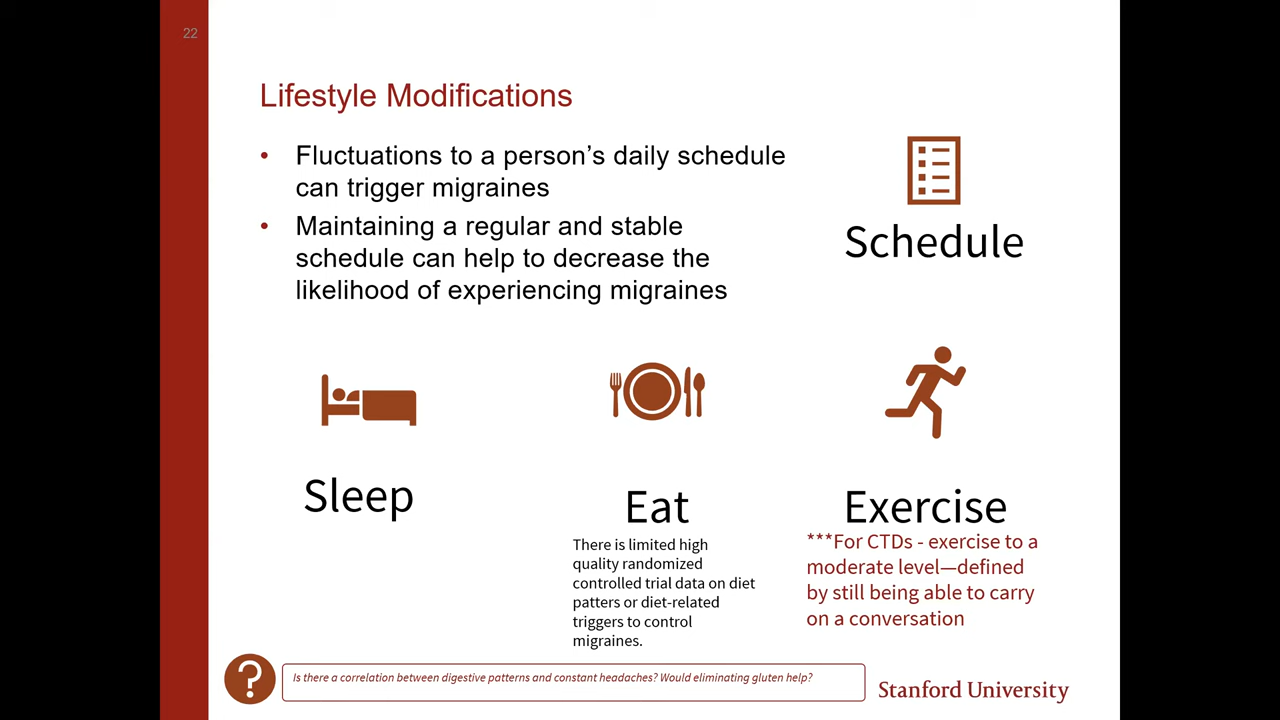 22
Lifestyle Modifications
• Fluctuations to a person’s daily schedule
can trigger migraines
• Maintaining a regular and stable
schedule can help to decrease the
likelihood of experiencing migraines
Schedule
Sleep
Eat
There is limited high
quality randomized
controlled trial data on diet
patters or diet-related
triggers to control
migraines.
Exercise
***For CTDs - exercise to a
moderate level—defined
by still being able to carry
on a conversation
?
Is there a correlation between digestive patterns and constant headaches? Would eliminating gluten help?
Stanford University